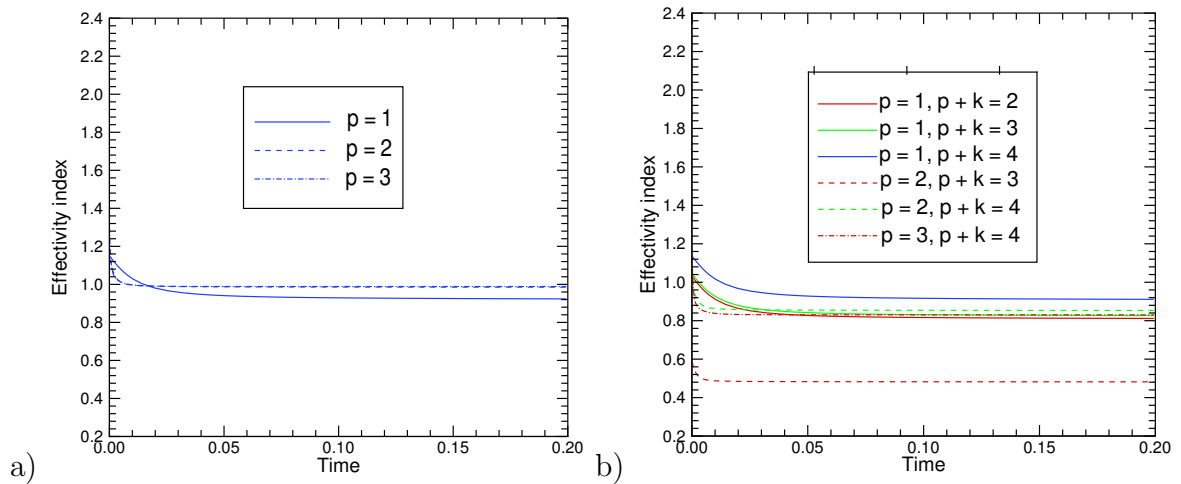 2.4
2.2
2.0
1.8
1.6
1.4
1.2
1.0
0.8
0.6
0.4
0.2
Effectivity index
p = 1
p = 2
p = 3
0.00
0.05
0.10
0.15
0.20
Time
a)
2.4
2.2
2.0
1.8
1.6
1.4
1.2
1.0
0.8
0.6
0.4
0.2
Effectivity index
p = 1, p + k = 2
p = 1, p + k = 3
p = 1, p + k = 4
p = 2, p + k = 3
p = 2, p + k = 4
p = 3, p + k = 4
0.00
0.05
0.10
0.15
0.20
Time
b)